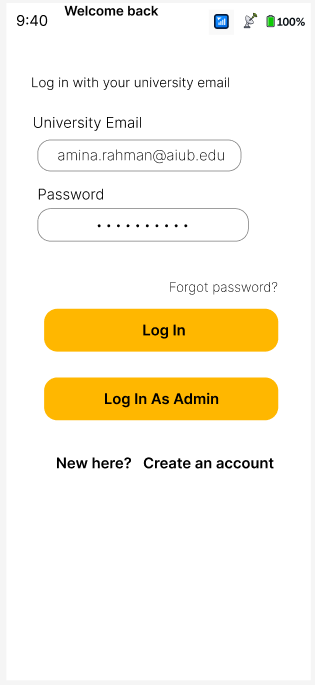 Welcome back
9:40 100%
Log in with your university email
University Email
amina.rahman@aiub.edu
Password
••••••••••
Forgot password?
Log In
Log In As Admin
New here? Create an account